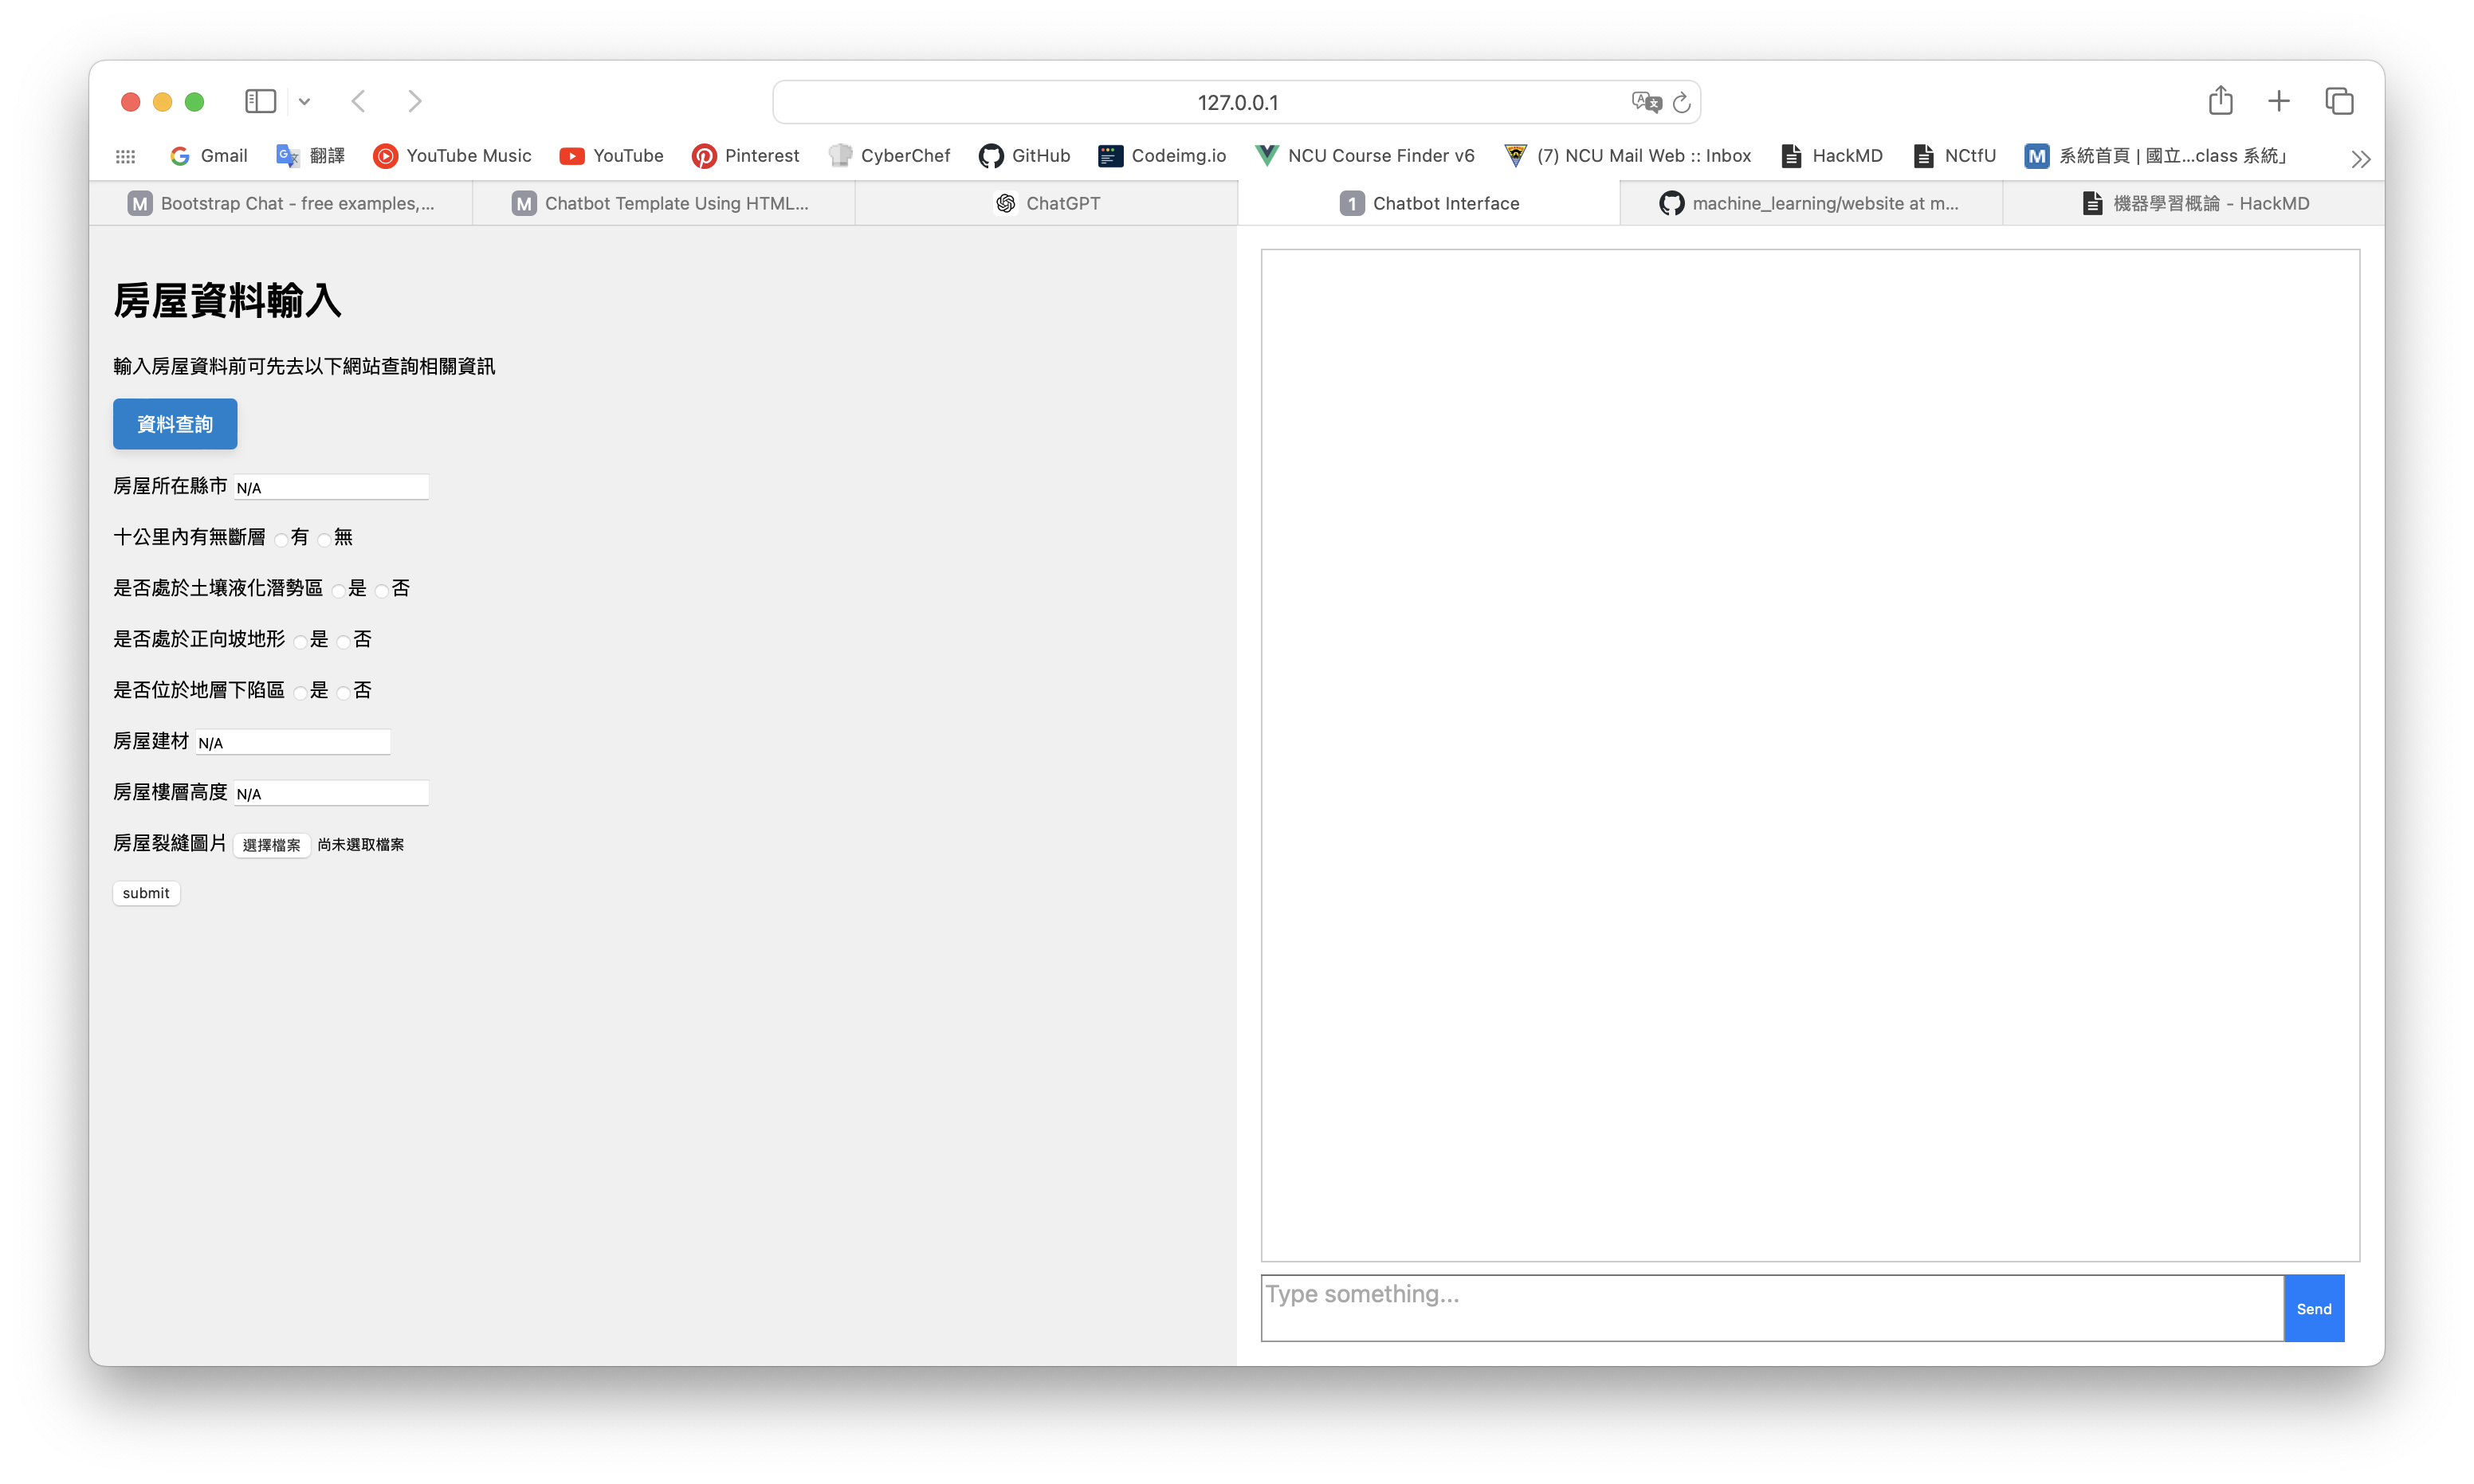 127.0.0.1
Gmail 翻譯 YouTube Music YouTube Pinterest CyberChef GitHub Codeimg.io NCU Course Finder v6 (7) NCU Mail Web :: Inbox HackMD NCtfU M 系統首頁 | 國立...class 系統」
M Bootstrap Chat - free examples,... M Chatbot Template Using HTML... ChatGPT 1 Chatbot Interface machine_learning/website at m... 機器學習概論 - HackMD
房屋資料輸入
輸入房屋資料前可先去以下網站查詢相關資訊
資料查詢
房屋所在縣市 N/A
十公里內有無斷層 有 無
是否處於土壤液化潛勢區 是 否
是否處於正向坡地形 是 否
是否位於地層下陷區 是 否
房屋建材 N/A
房屋樓層高度 N/A
房屋裂縫圖片 選擇檔案 尚未選取檔案
submit
Type something...
Send